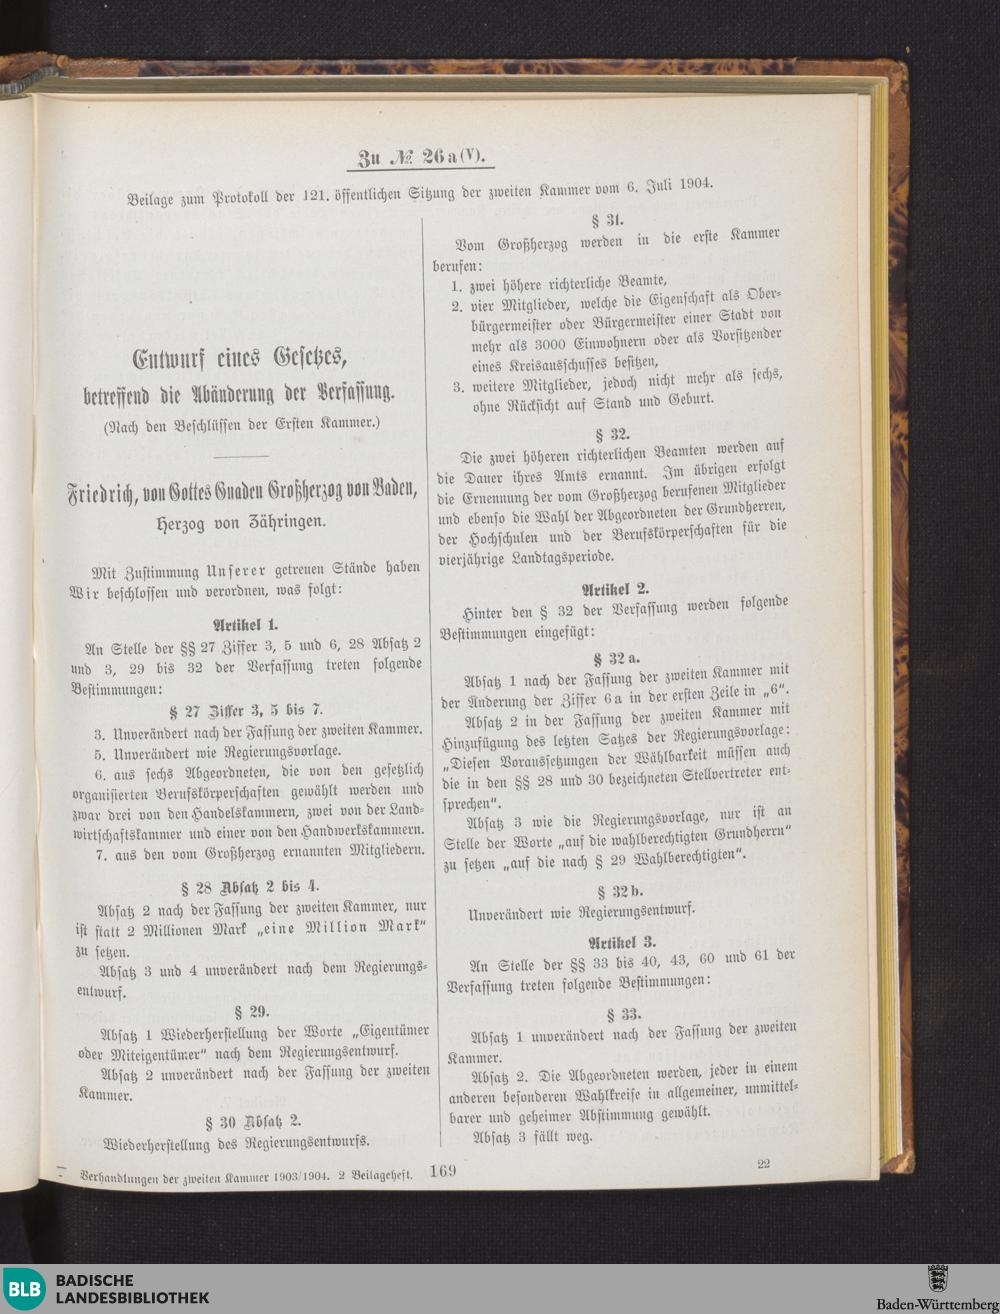 Zu № 26a(V).
Beilage zum Protokoll der 121. öffentlichen Sitzung der zweiten Kammer vom 6. Juli 1904.
Entwurf eines Gesetzes,
betreffend die Abänderung der Verfassung.
(Nach den Beschlüssen der Ersten Kammer.)
Friedrich, von Gottes Gnaden Großherzog von Baden,
Herzog von Zähringen.
Mit Zustimmung Unserer getreuen Stände haben
Wir beschlossen und verordnen, was folgt:
Artikel 1.
An Stelle der §§ 27 Ziffer 3, 5 und 6, 28 Absatz 2
und 3, 29 bis 32 der Verfassung treten folgende
Bestimmungen:
§ 27 Ziffer 3, 5 bis 7.
3. Unverändert nach der Fassung der zweiten Kammer.
5. Unverändert wie Regierungsvorlage.
6. aus sechs Abgeordneten, die von den gesetzlich
organisierten Berufskörperschaften gewählt werden und
zwar drei von den Handelskammern, zwei von der Land-
wirtschaftskammer und einer von den Handwerkskammern.
7. aus den vom Großherzog ernannten Mitgliedern.
§ 28 Absatz 2 bis 4.
Absatz 2 nach der Fassung der zweiten Kammer, nur
ist statt 2 Millionen Mark „eine Million Mark“
zu setzen.
Absatz 3 und 4 unverändert nach dem Regierungs-
entwurf.
§ 29.
Absatz 1 Wiederherstellung der Worte „Eigentümer
oder Miteigentümer“ nach dem Regierungsentwurf.
Absatz 2 unverändert nach der Fassung der zweiten
Kammer.
§ 30 Absatz 2.
Wiederherstellung des Regierungsentwurfs.
§ 31.
Vom Großherzog werden in die erste Kammer
berufen:
1. zwei höhere richterliche Beamte,
2. vier Mitglieder, welche die Eigenschaft als Ober-
bürgermeister oder Bürgermeister einer Stadt von
mehr als 3000 Einwohnern oder als Vorsitzender
eines Kreisausschusses besitzen,
3. weitere Mitglieder, jedoch nicht mehr als sechs,
ohne Rücksicht auf Stand und Geburt.
§ 32.
Die zwei höheren richterlichen Beamten werden auf
die Dauer ihres Amts ernannt. Im übrigen erfolgt
die Ernennung der vom Großherzog berufenen Mitglieder
und ebenso die Wahl der Abgeordneten der Grundherren,
der Hochschulen und der Berufskörperschaften für die
vierjährige Landtagsperiode.
Artikel 2.
Hinter den § 32 der Verfassung werden folgende
Bestimmungen eingefügt:
§ 32 a.
Absatz 1 nach der Fassung der zweiten Kammer mit
der Änderung der Ziffer 6a in der ersten Zeile in „6“.
Absatz 2 in der Fassung der zweiten Kammer mit
Hinzufügung des letzten Satzes der Regierungsvorlage:
„Diesen Voraussetzungen der Wählbarkeit müssen auch
die in den §§ 28 und 30 bezeichneten Stellvertreter ent-
sprechen“.
Absatz 3 wie die Regierungsvorlage, nur ist an
Stelle der Worte „auf die wahlberechtigten Grundherrn“
zu setzen „auf die nach § 29 Wahlberechtigten“.
§ 32 b.
Unverändert wie Regierungsentwurf.
Artikel 3.
An Stelle der §§ 33 bis 40, 43, 60 und 61 der
Verfassung treten folgende Bestimmungen:
§ 33.
Absatz 1 unverändert nach der Fassung der zweiten
Kammer.
Absatz 2. Die Abgeordneten werden, jeder in einem
anderen besonderen Wahlkreise in allgemeiner, unmittel-
barer und geheimer Abstimmung gewählt.
Absatz 3 fällt weg.
Verhandlungen der zweiten Kammer 1903/1904. 2 Beilageheft. 169
22
BLB BADISCHE
LANDESBIBLIOTHEK
Baden-Württemberg